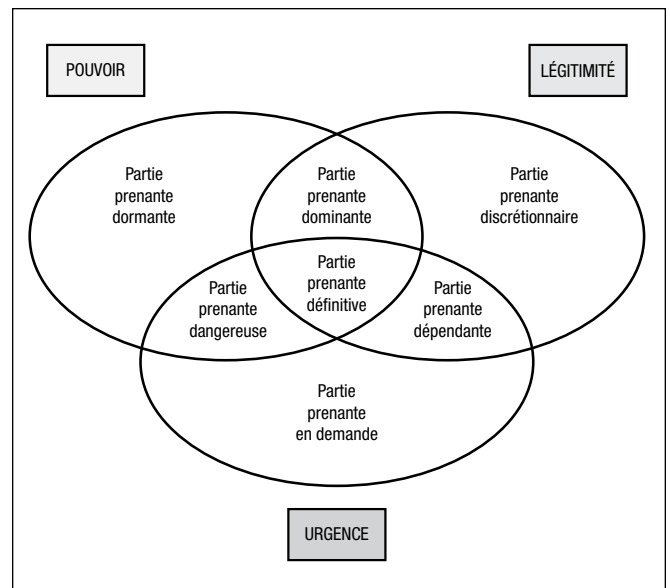 POUVOIR
LÉGITIMITÉ
Partie
prenante
dormante
Partie
prenante
dominante
Partie
prenante
discrétionnaire
Partie
prenante
dangereuse
Partie
prenante
définitive
Partie
prenante
dépendante
Partie
prenante
en demande
URGENCE